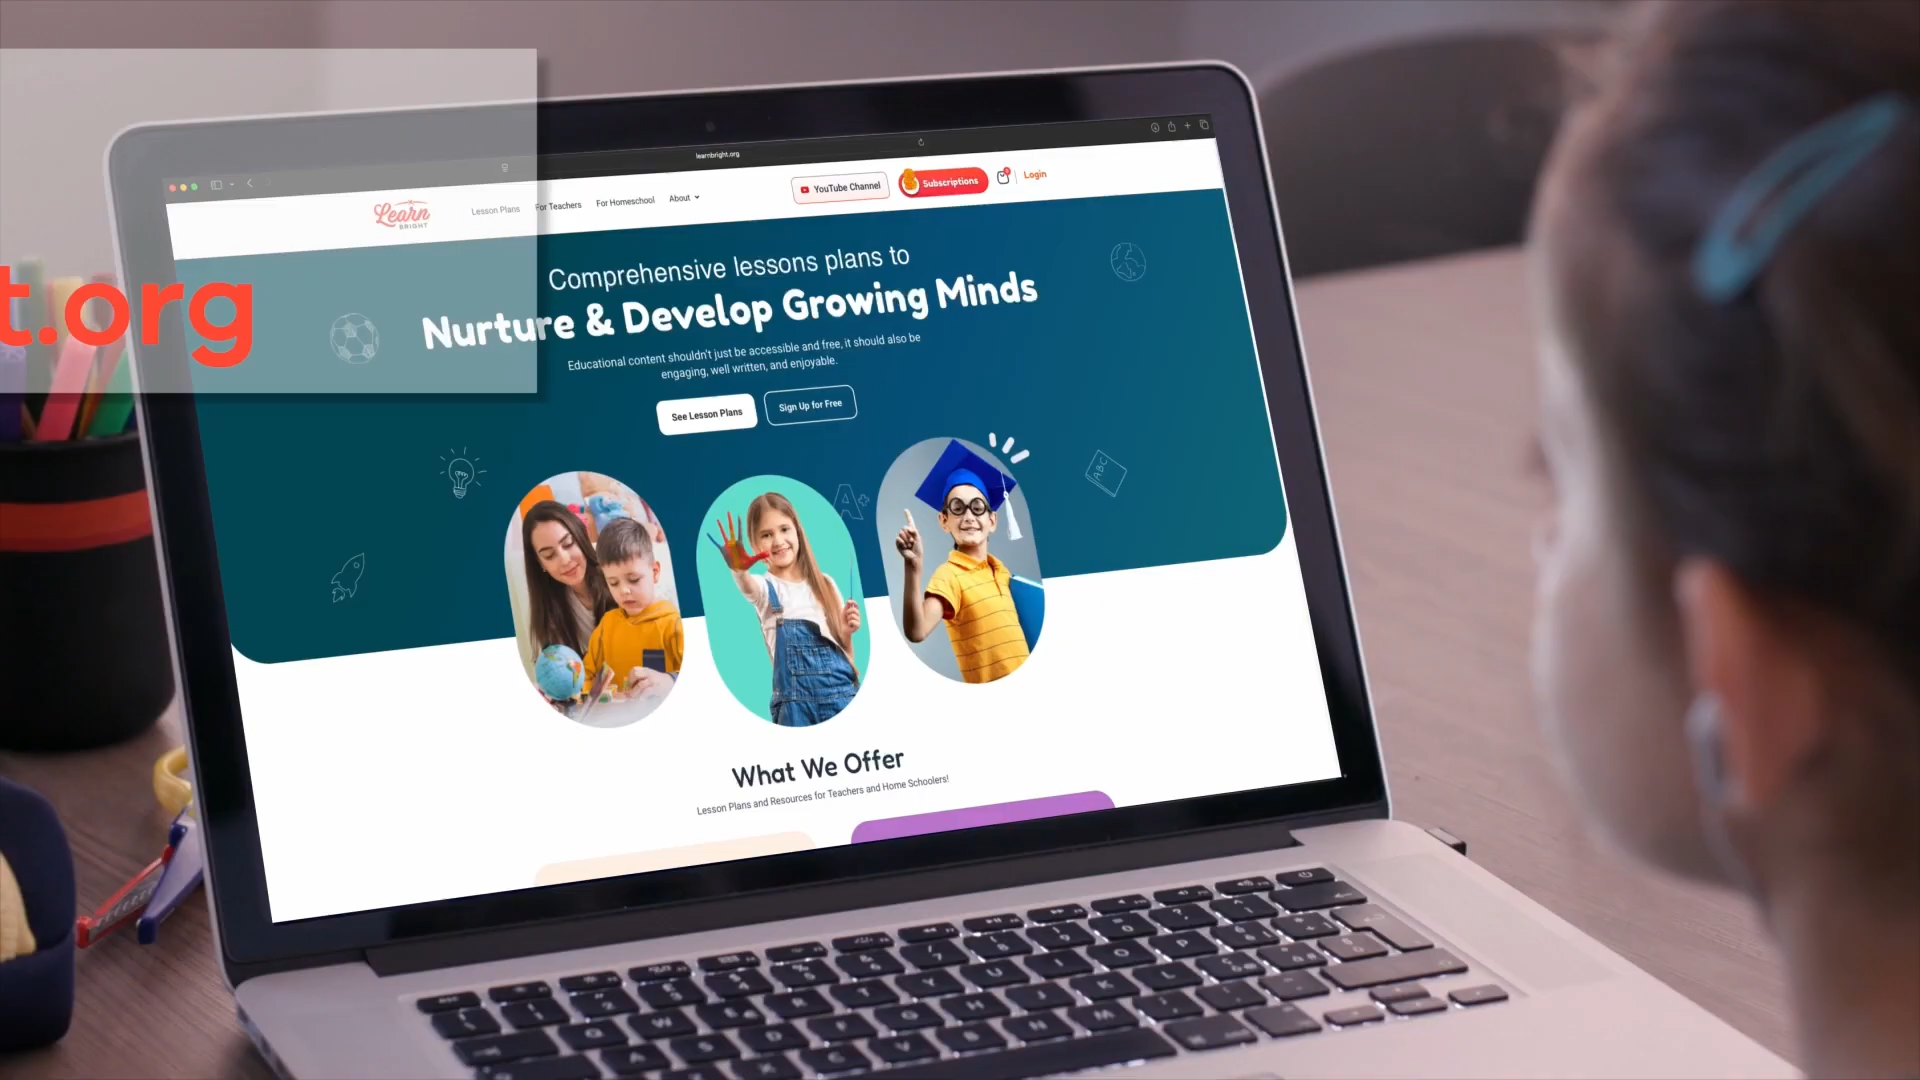 learnbright.org
Learn
BRIGHT
Lesson Plans
For Teachers
For Homeschool
About
YouTube Channel
Subscriptions
Login
t.org
Comprehensive lessons plans to
Nurture & Develop Growing Minds
Educational content shouldn't just be accessible and free, it should also be
engaging, well written, and enjoyable.
See Lesson Plans
Sign Up for Free
A+
ABC
What We Offer
Lesson Plans and Resources for Teachers and Home Schoolers!